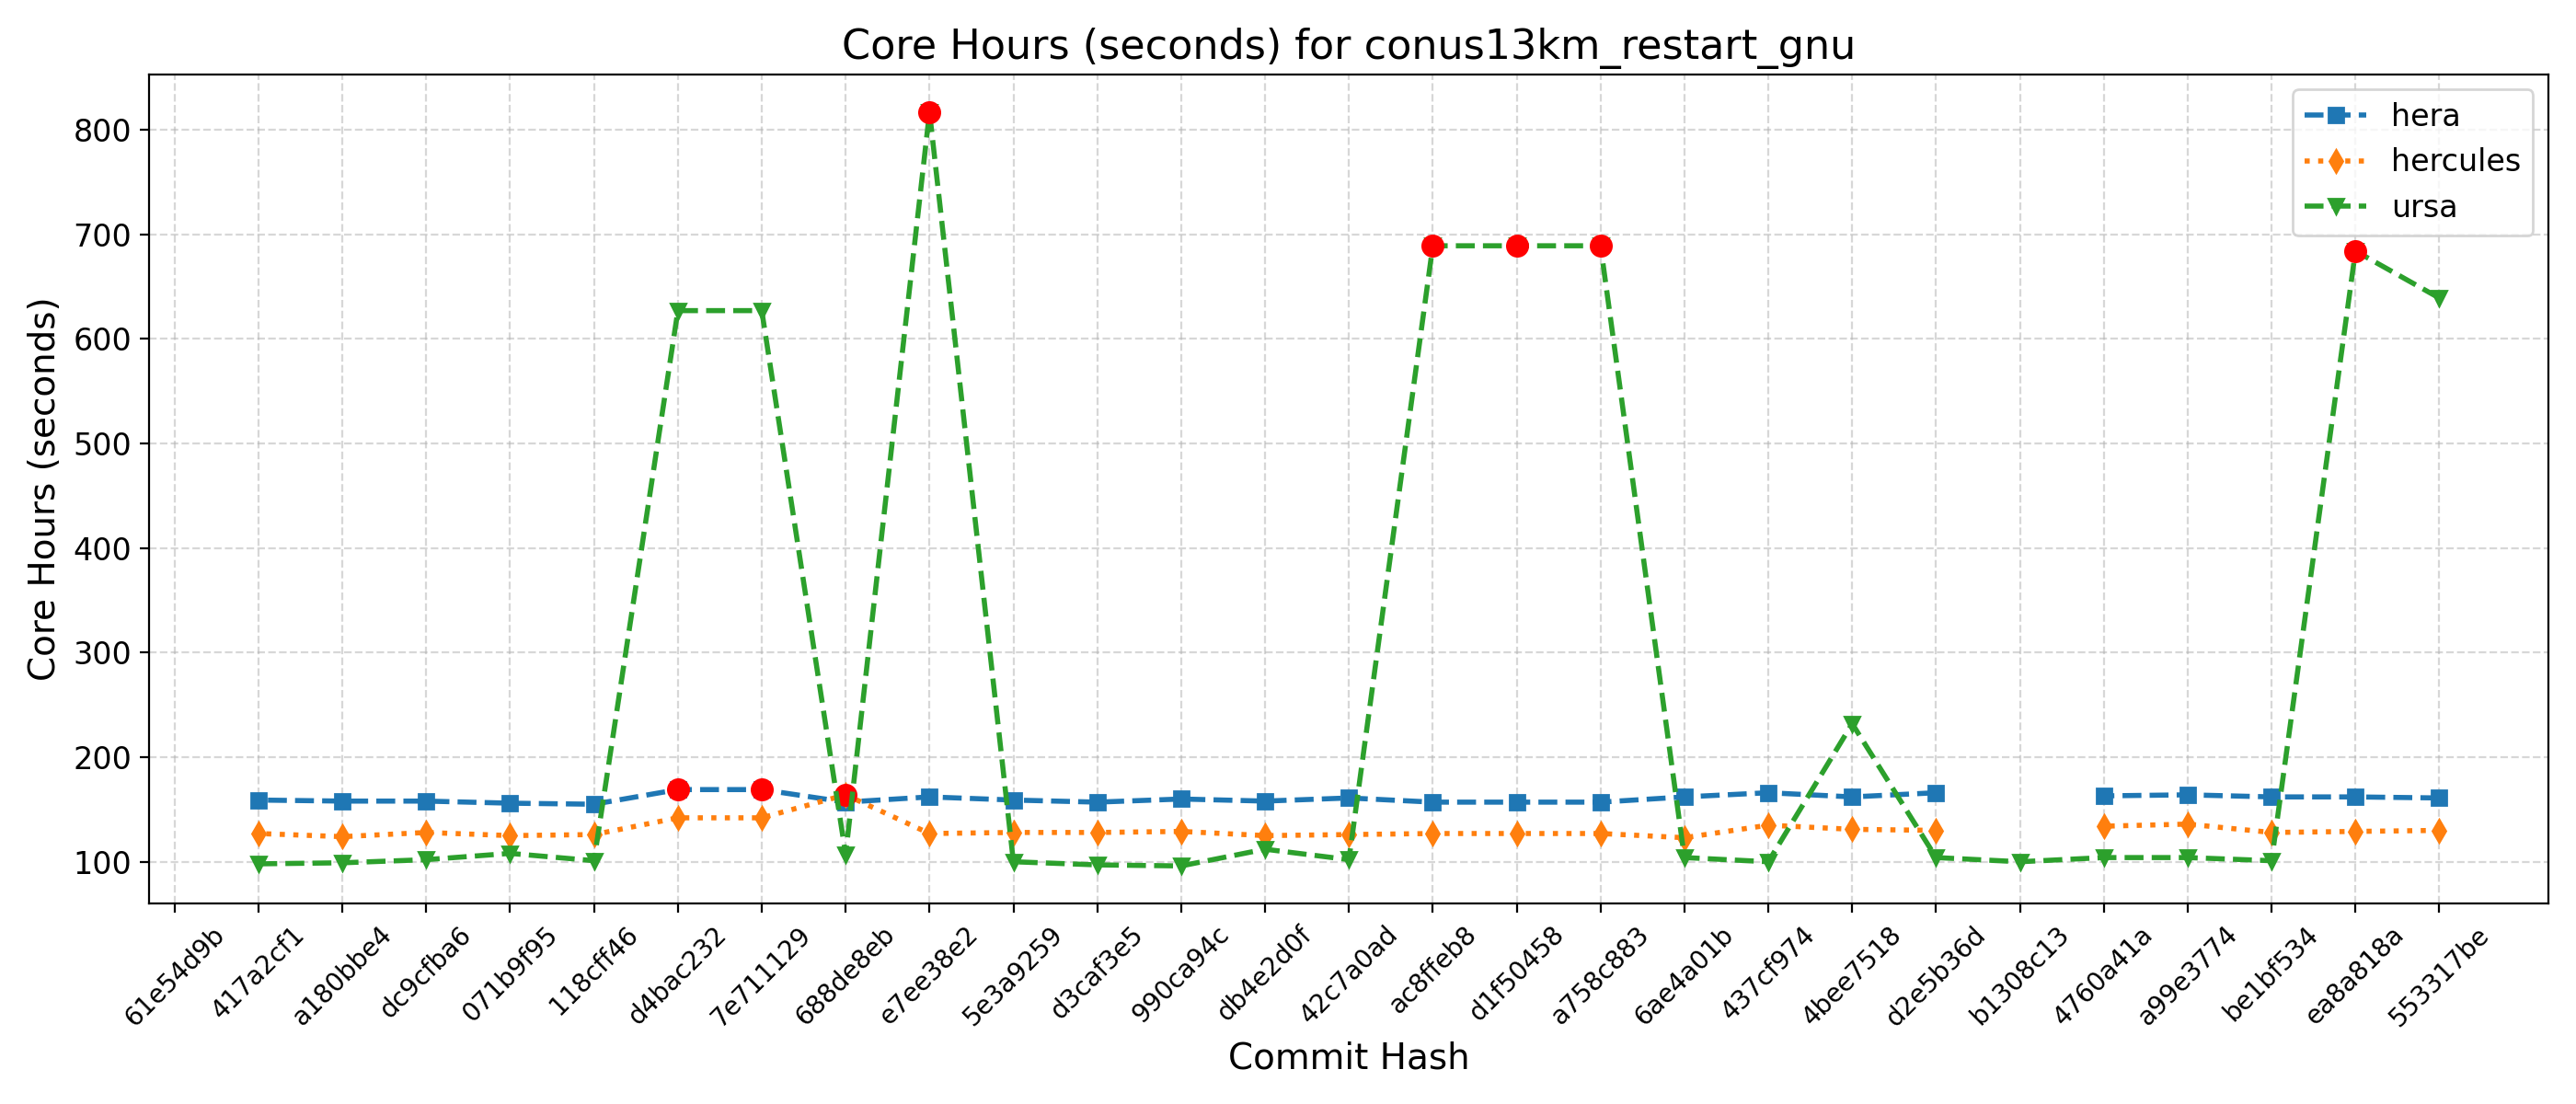 Core Hours (seconds) for conus13km_restart_gnu
hera
hercules
ursa
Core Hours (seconds)
800
700
600
500
400
300
200
100
61e54d9b
417a2cf1
a180bbe4
dc9cfba6
071b9f95
118cff46
d4bac232
7e711129
688de8eb
e7ee38e2
5e3a9259
d3caf3e5
990ca94c
db4e2d0f
42c7a0ad
ac8ffeb8
d1f50458
a758c883
6ae4a01b
437cf974
4bee7518
d2e5b36d
b1308c13
4760a41a
a99e3774
be1bf534
ea8a818a
553317be
Commit Hash